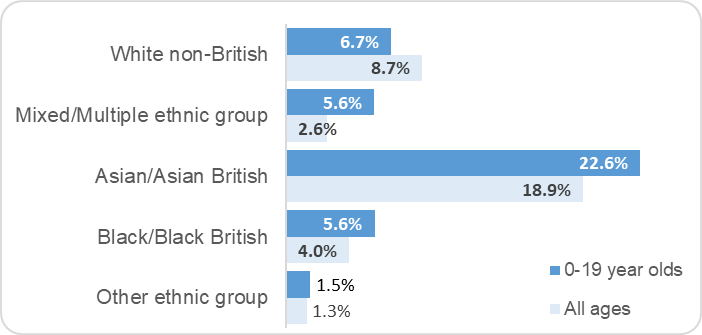 White non-British
6.7%
8.7%
Mixed/Multiple ethnic group
5.6%
2.6%
Asian/Asian British
22.6%
18.9%
Black/Black British
5.6%
4.0%
Other ethnic group
1.5%
1.3%
0-19 year olds
All ages